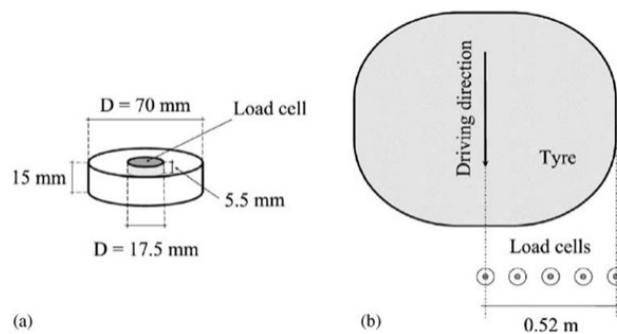 D = 70 mm
Load cell
15 mm
5.5 mm
D = 17.5 mm
(a)
(b)
Driving direction
Tyre
Load cells
0.52 m